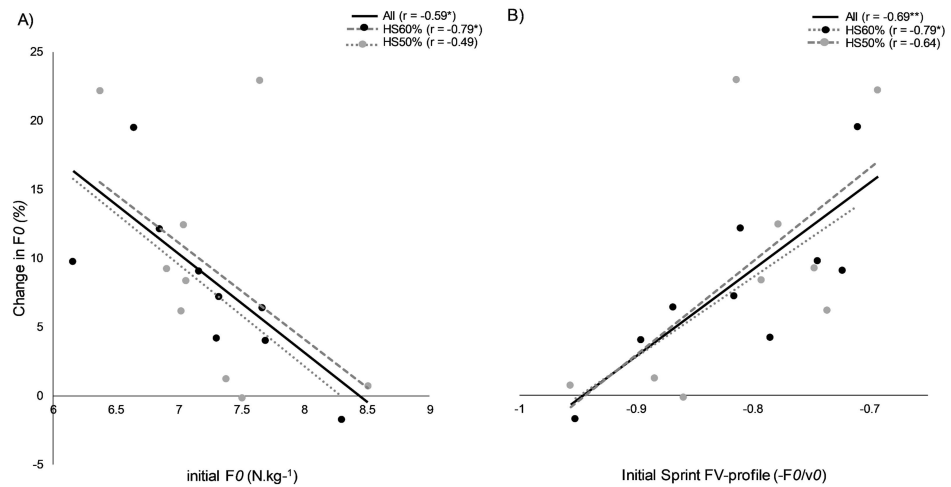 A)
All (r = -0.59*)
HS60% (r = -0.79*)
HS50% (r = -0.49)
25
20
15
10
5
0
-5
Change in F0 (%)
6 6.5 7 7.5 8 8.5 9
initial F0 (N.kg-1)
B)
All (r = -0.69**)
HS60% (r = -0.79*)
HS50% (r = -0.64)
-1 -0.9 -0.8 -0.7
Initial Sprint FV-profile (-F0/v0)